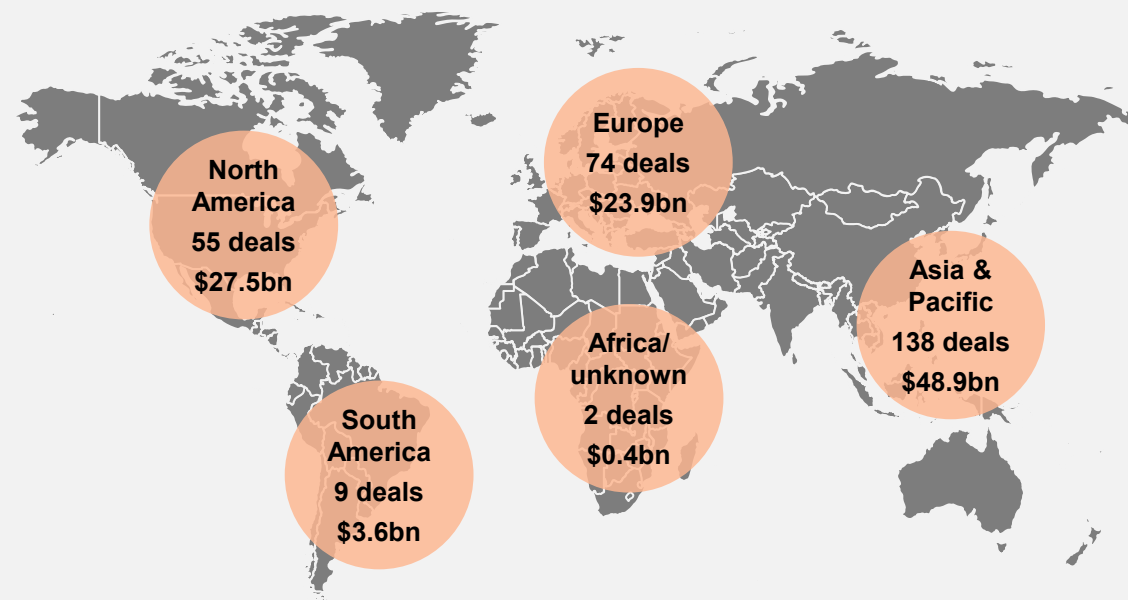 North
America
55 deals
$27.5bn
Europe
74 deals
$23.9bn
Asia &
Pacific
138 deals
$48.9bn
Africa/
unknown
2 deals
$0.4bn
South
America
9 deals
$3.6bn